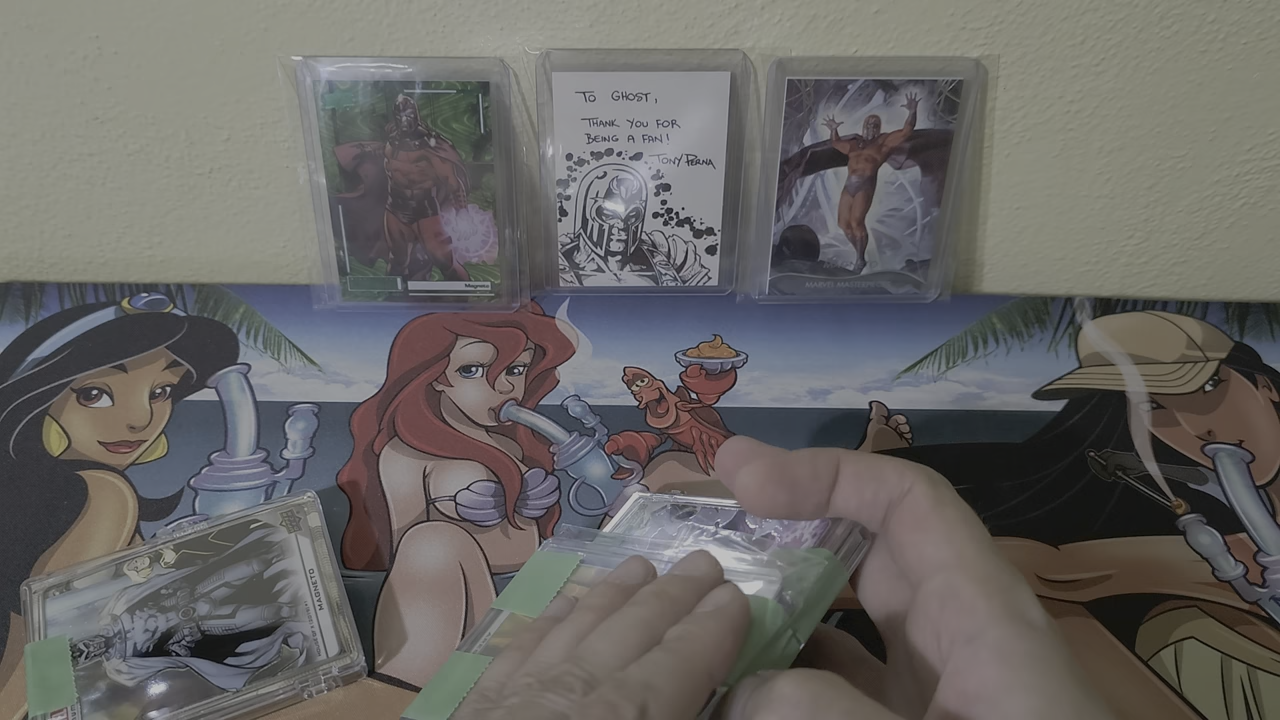 TO GHOST,
THANK YOU FOR
BEING A FAN!
TONY PERNA
Magneto
MARVEL MASTERPIECES
MAGNETO